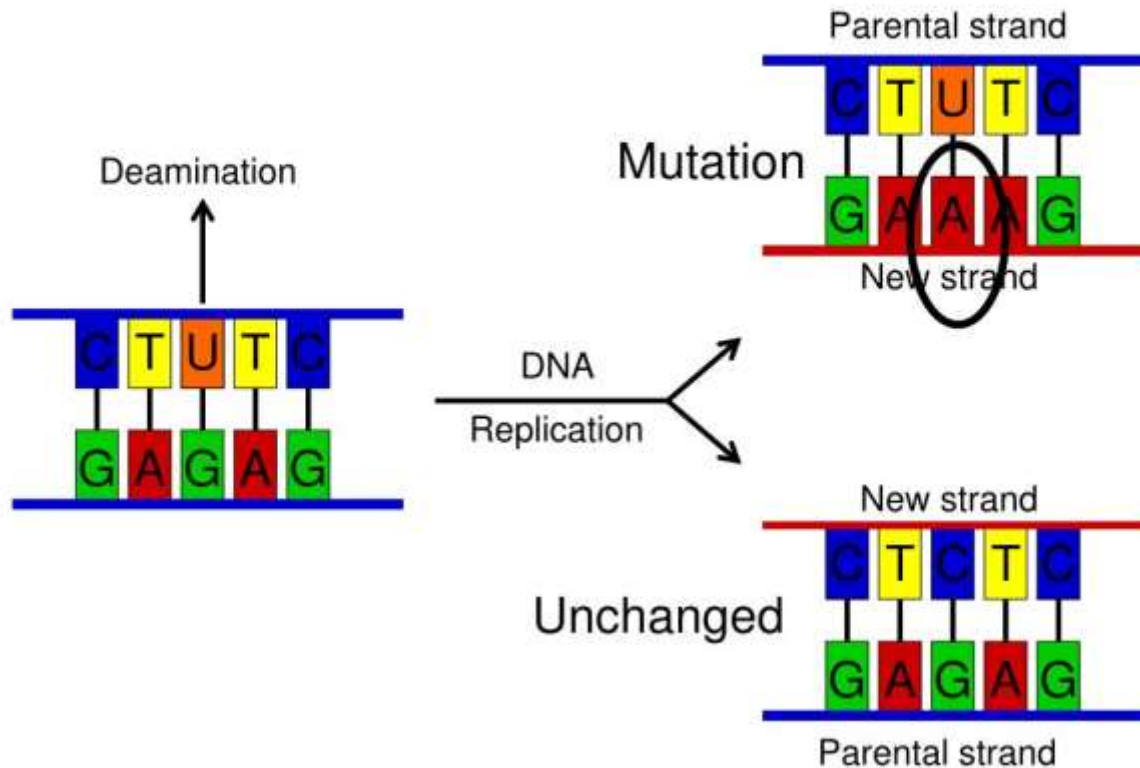 Deamination
C T U T C
G A G A G
DNA
Replication
Mutation
Parental strand
C T U T C
G A A A G
New strand
Unchanged
New strand
C T C T C
G A G A G
Parental strand